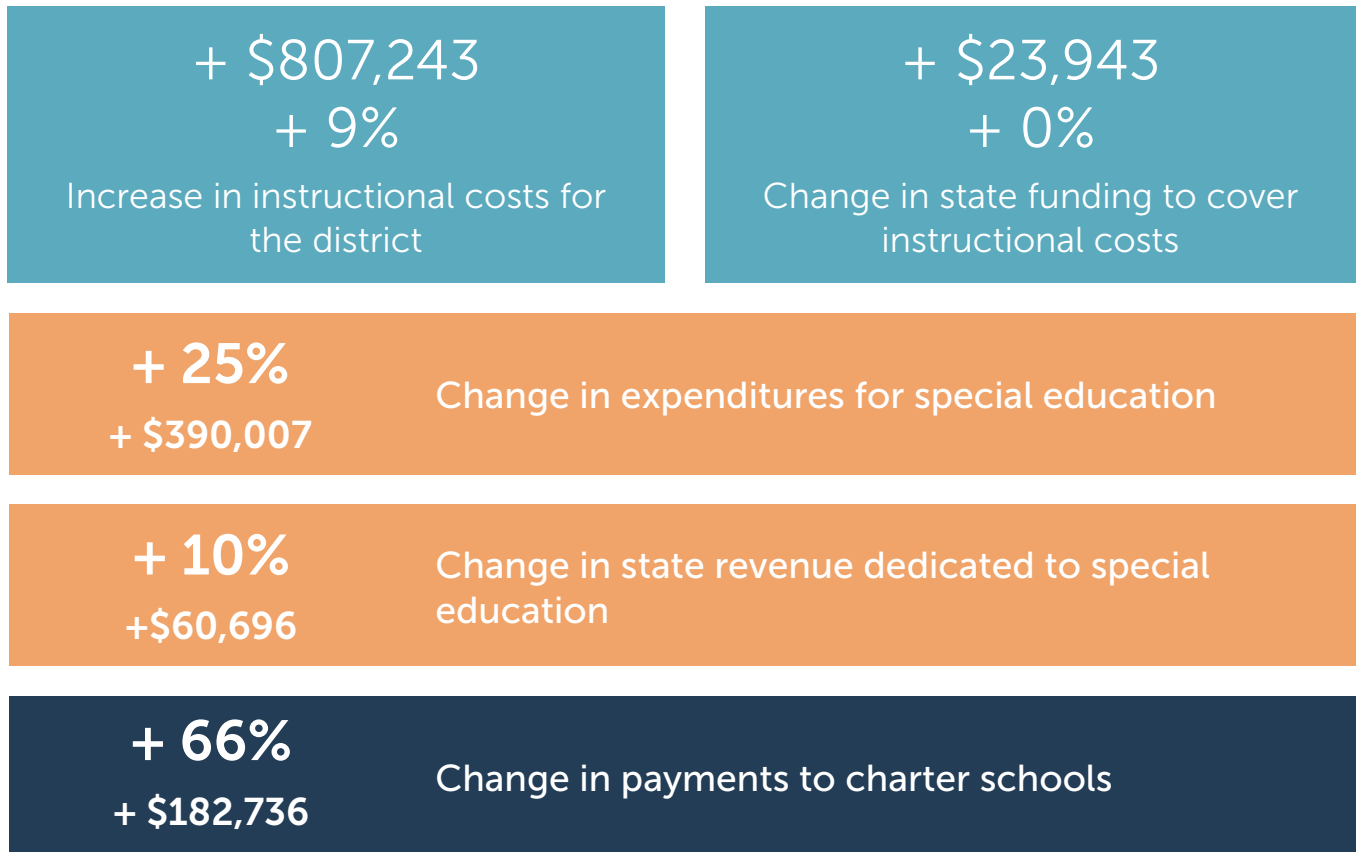 + $807,243
+ 9%
Increase in instructional costs for
the district
+ $23,943
+ 0%
Change in state funding to cover
instructional costs
+ 25%
+ $390,007
Change in expenditures for special education
+ 10%
+$60,696
Change in state revenue dedicated to special
education
+ 66%
+ $182,736
Change in payments to charter schools